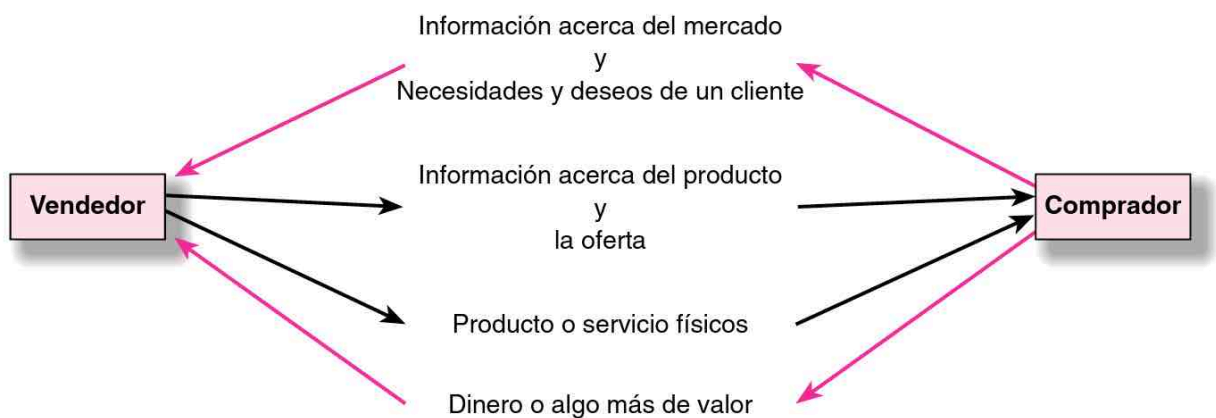 Información acerca del mercado
y
Necesidades y deseos de un cliente
Vendedor
Información acerca del producto
y
la oferta
Comprador
Producto o servicio físicos
Dinero o algo más de valor